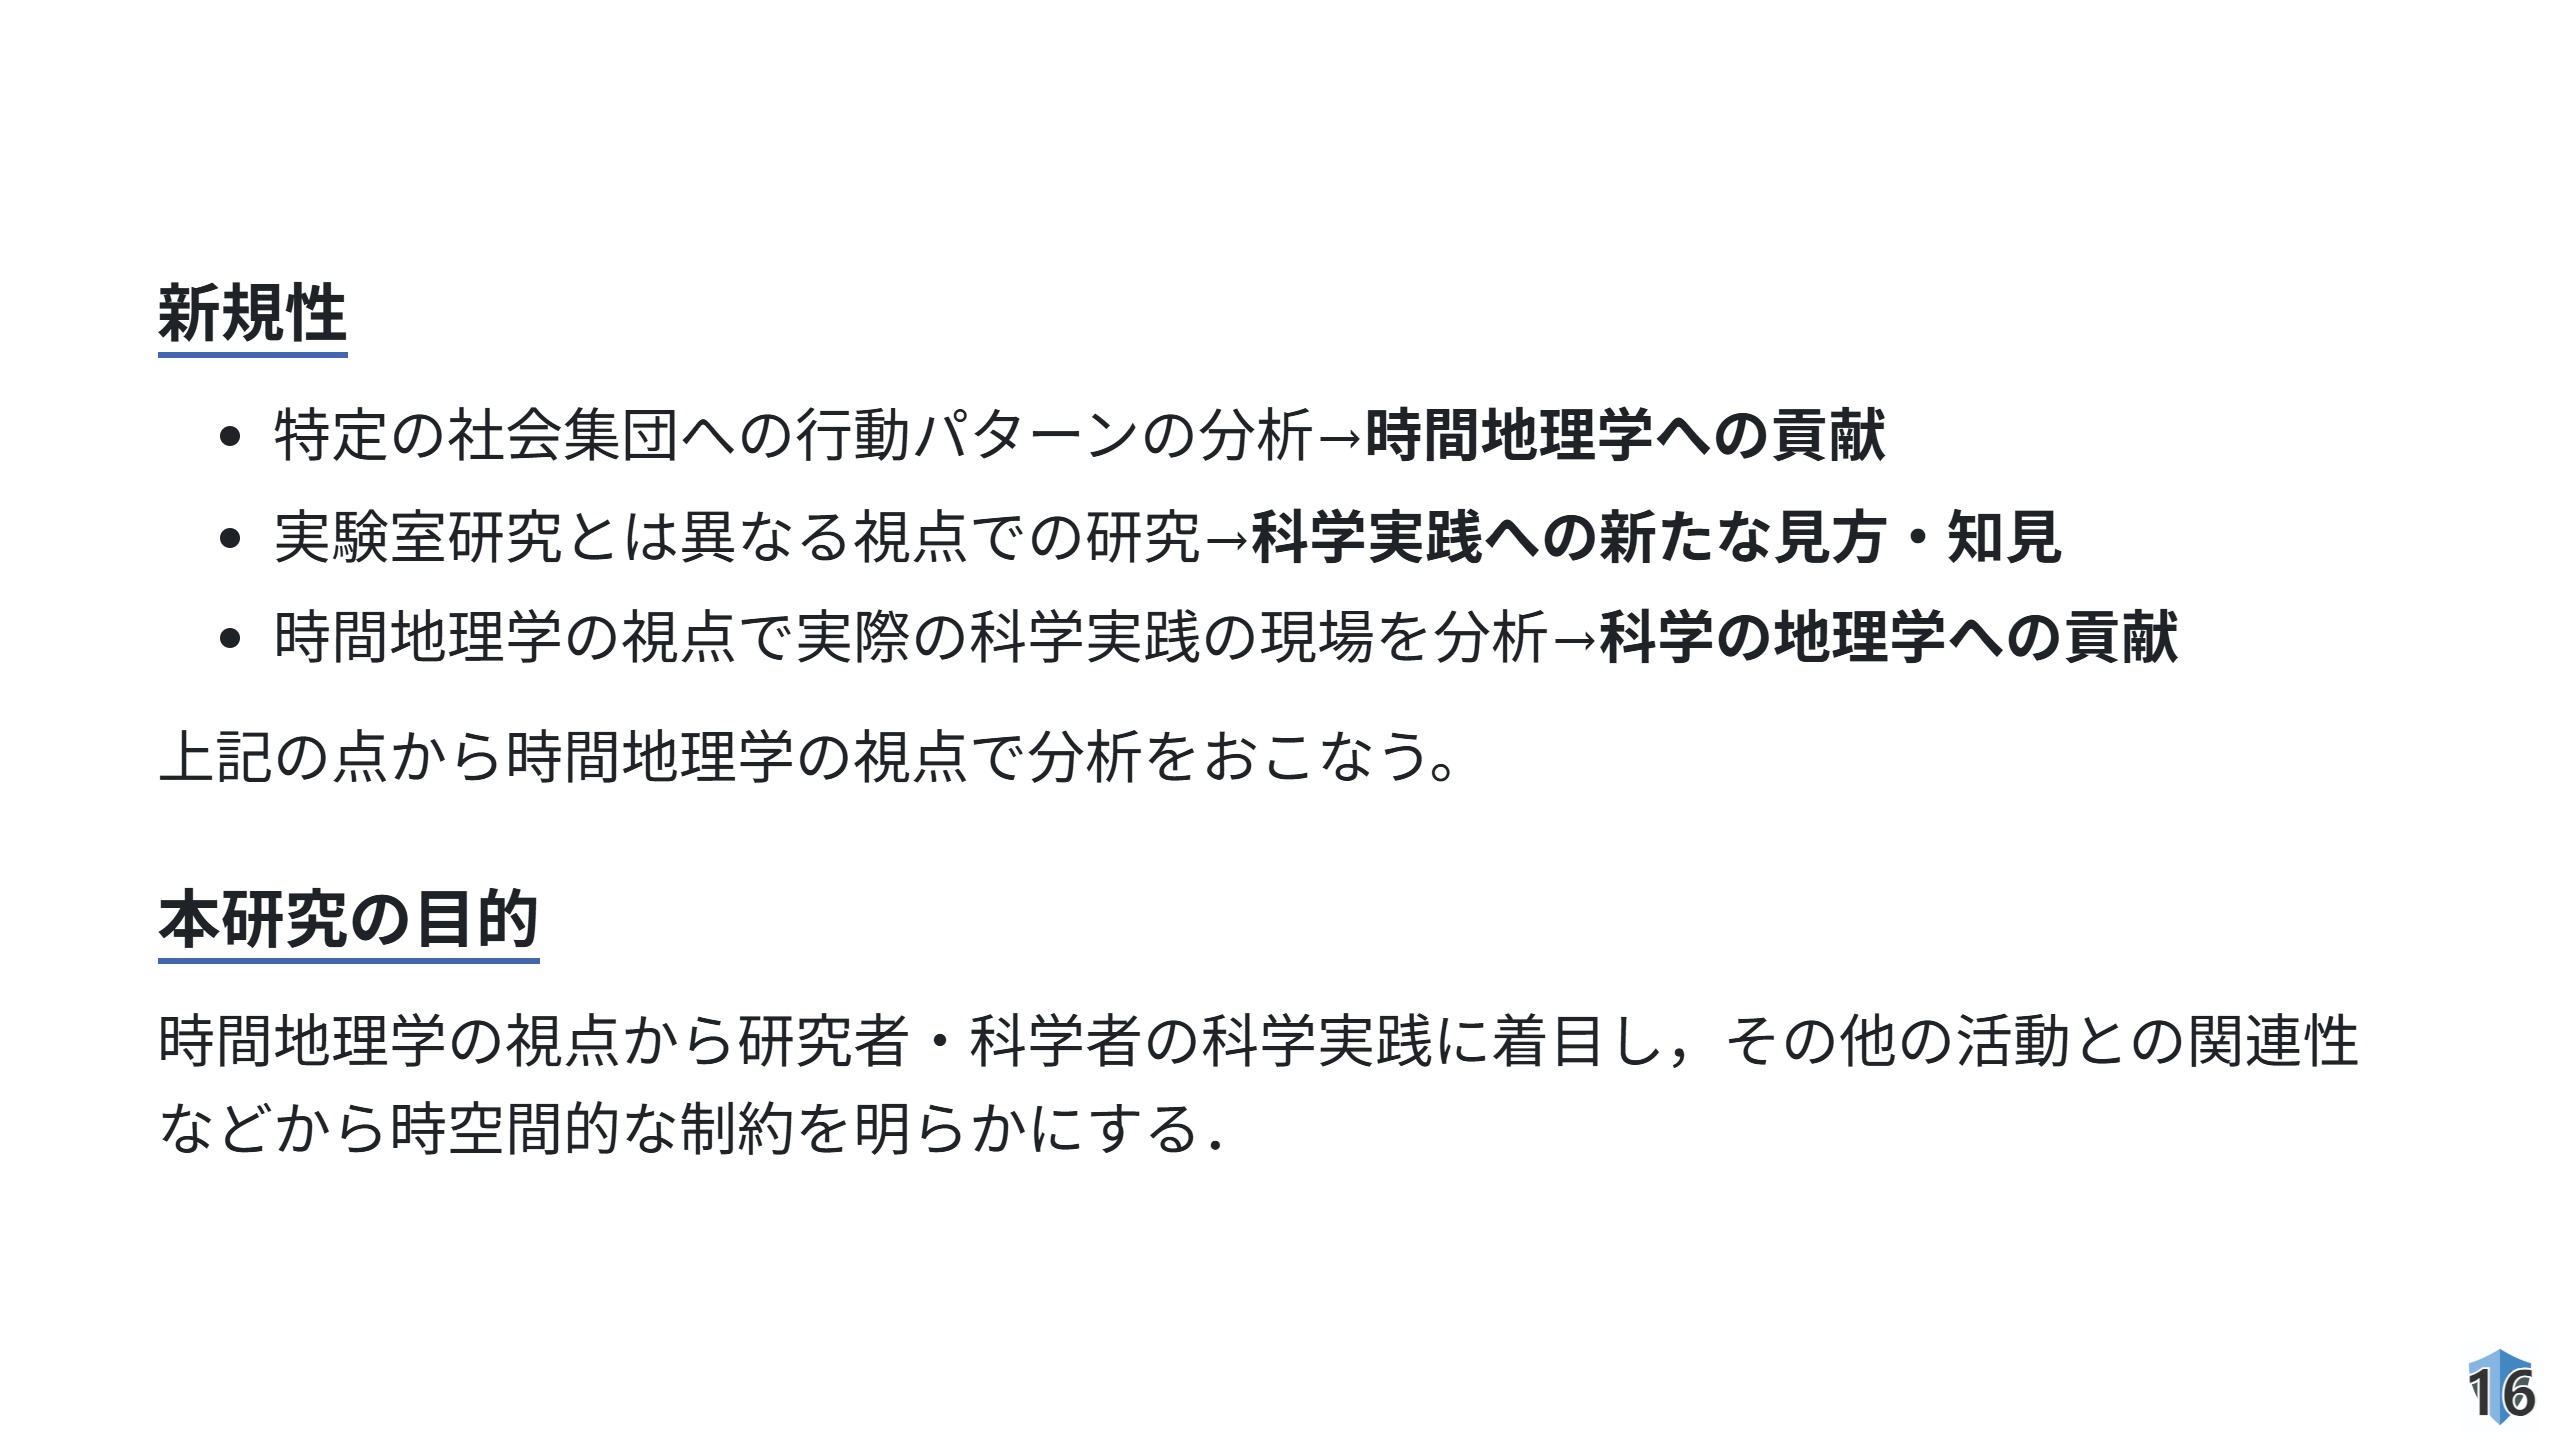 新規性
• 特定の社会集団への行動パターンの分析→時間地理学への貢献
• 実験室研究とは異なる視点での研究→科学実践への新たな見方・知見
• 時間地理学の視点で実際の科学実践の現場を分析→科学の地理学への貢献
上記の点から時間地理学の視点で分析をおこなう。
本研究の目的
時間地理学の視点から研究者・科学者の科学実践に着目し，その他の活動との関連性
などから時空間的な制約を明らかにする．
16